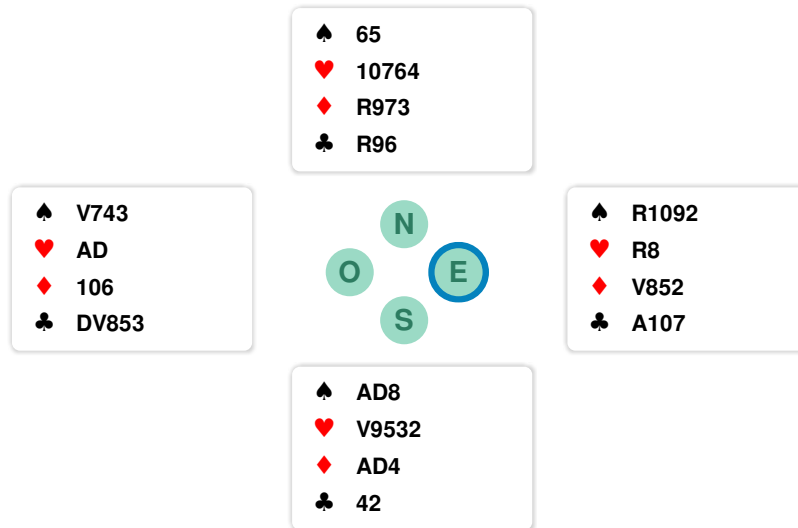 ♠ 65
♥ 10764
♦ R973
♣ R96
♠ V743
♥ AD
♦ 106
♣ DV853
N
O E
S
♠ R1092
♥ R8
♦ V852
♣ A107
♠ AD8
♥ V9532
♦ AD4
♣ 42